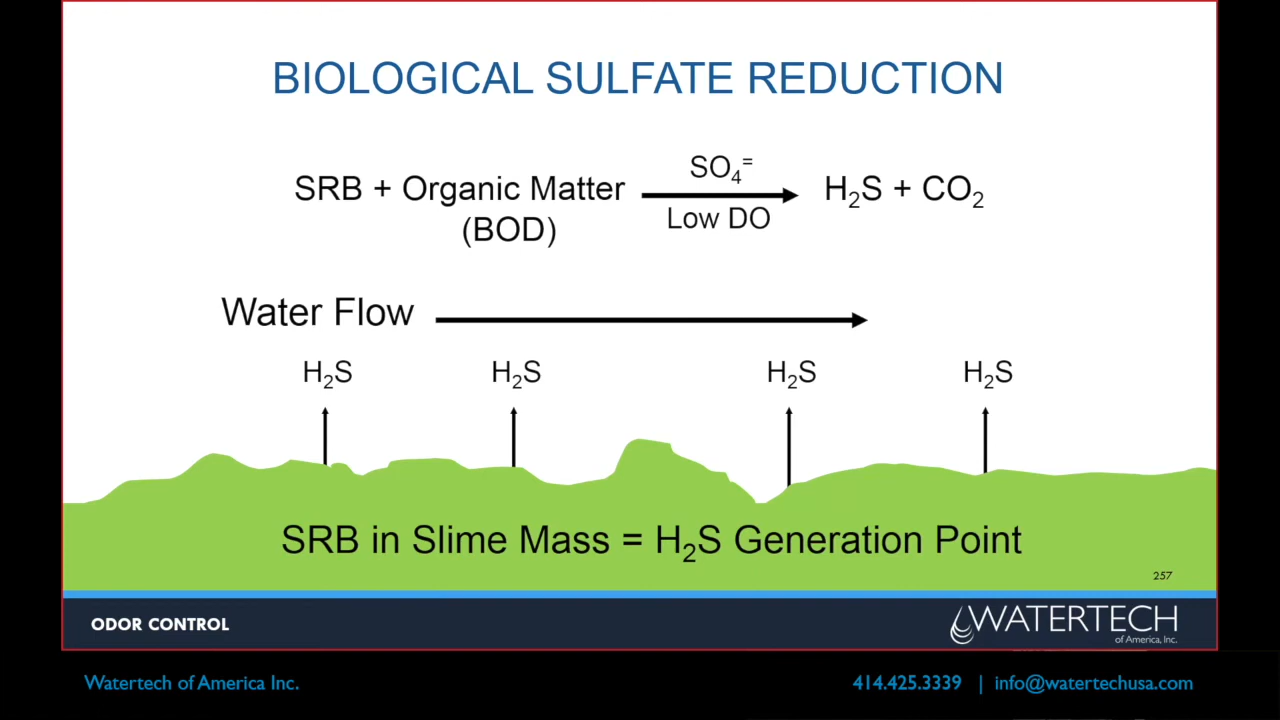 BIOLOGICAL SULFATE REDUCTION
SO₄⁼
SRB + Organic Matter → H₂S + CO₂
(BOD)
Low DO
Water Flow
H₂S H₂S H₂S H₂S
SRB in Slime Mass = H₂S Generation Point
257
ODOR CONTROL
WATERTECH
of America, Inc.
Watertech of America Inc.
414.425.3339 | info@watertechusa.com